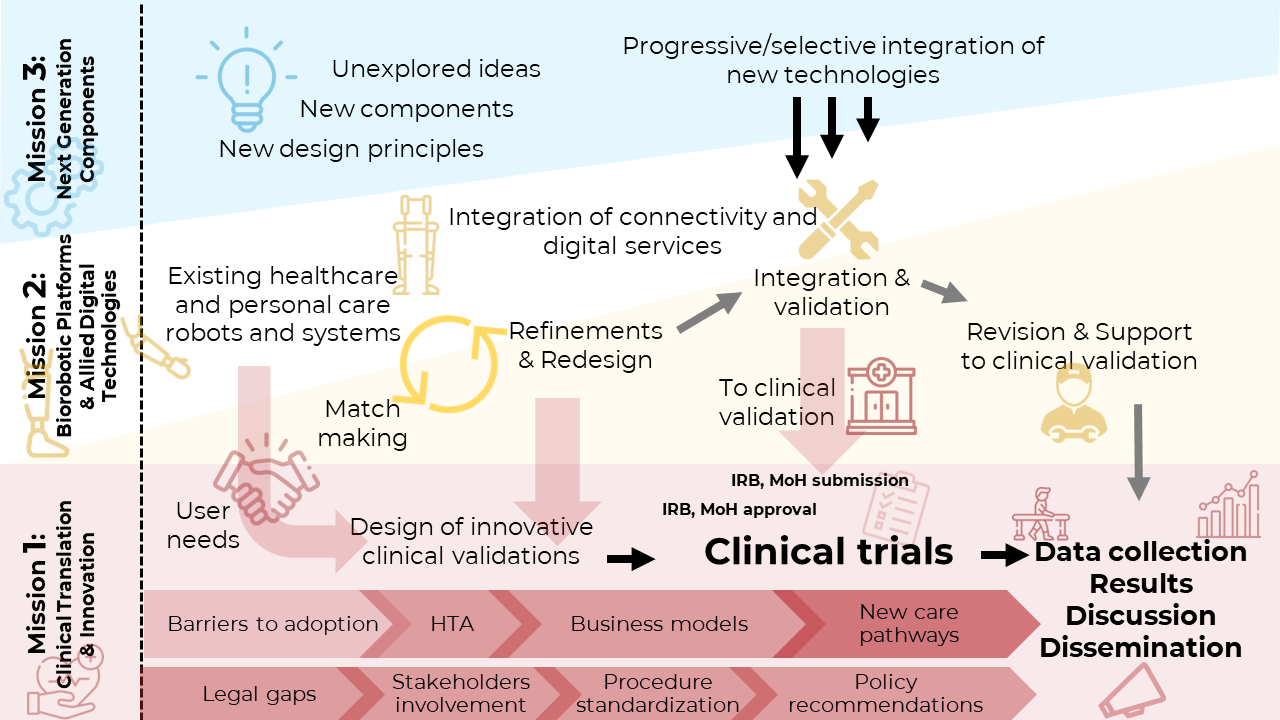 Mission 3:
Next Generation
Components
Unexplored ideas
New components
New design principles
Progressive/selective integration of
new technologies
Mission 2:
Biorobotic Platforms
& Allied Digital
Technologies
Integration of connectivity and
digital services
Existing healthcare
and personal care
robots and systems
Refinements
& Redesign
Integration &
validation
Revision & Support
to clinical validation
Match
making
To clinical
validation
Mission 1:
Clinical Translation
& Innovation
IRB, MoH submission
IRB, MoH approval
User
needs
Design of innovative
clinical validations
Clinical trials
Data collection
Results
Discussion
Dissemination
Barriers to adoption
HTA
Business models
New care
pathways
Legal gaps
Stakeholders
involvement
Procedure
standardization
Policy
recommendations